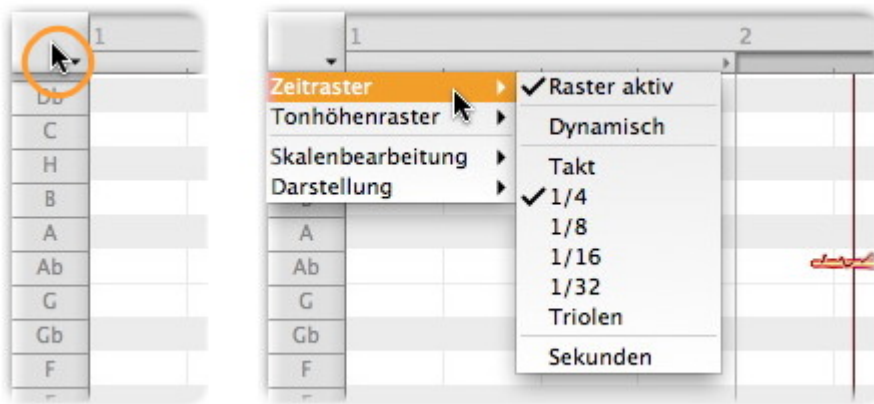 1
Db
C
H
B
A
Ab
G
Gb
F
1
2
Zeitraster
Tonhöhenraster
Skalenbearbeitung
Darstellung
Raster aktiv
Dynamisch
Takt
1/4
1/8
1/16
1/32
Triolen
Sekunden
A
Ab
G
Gb
F